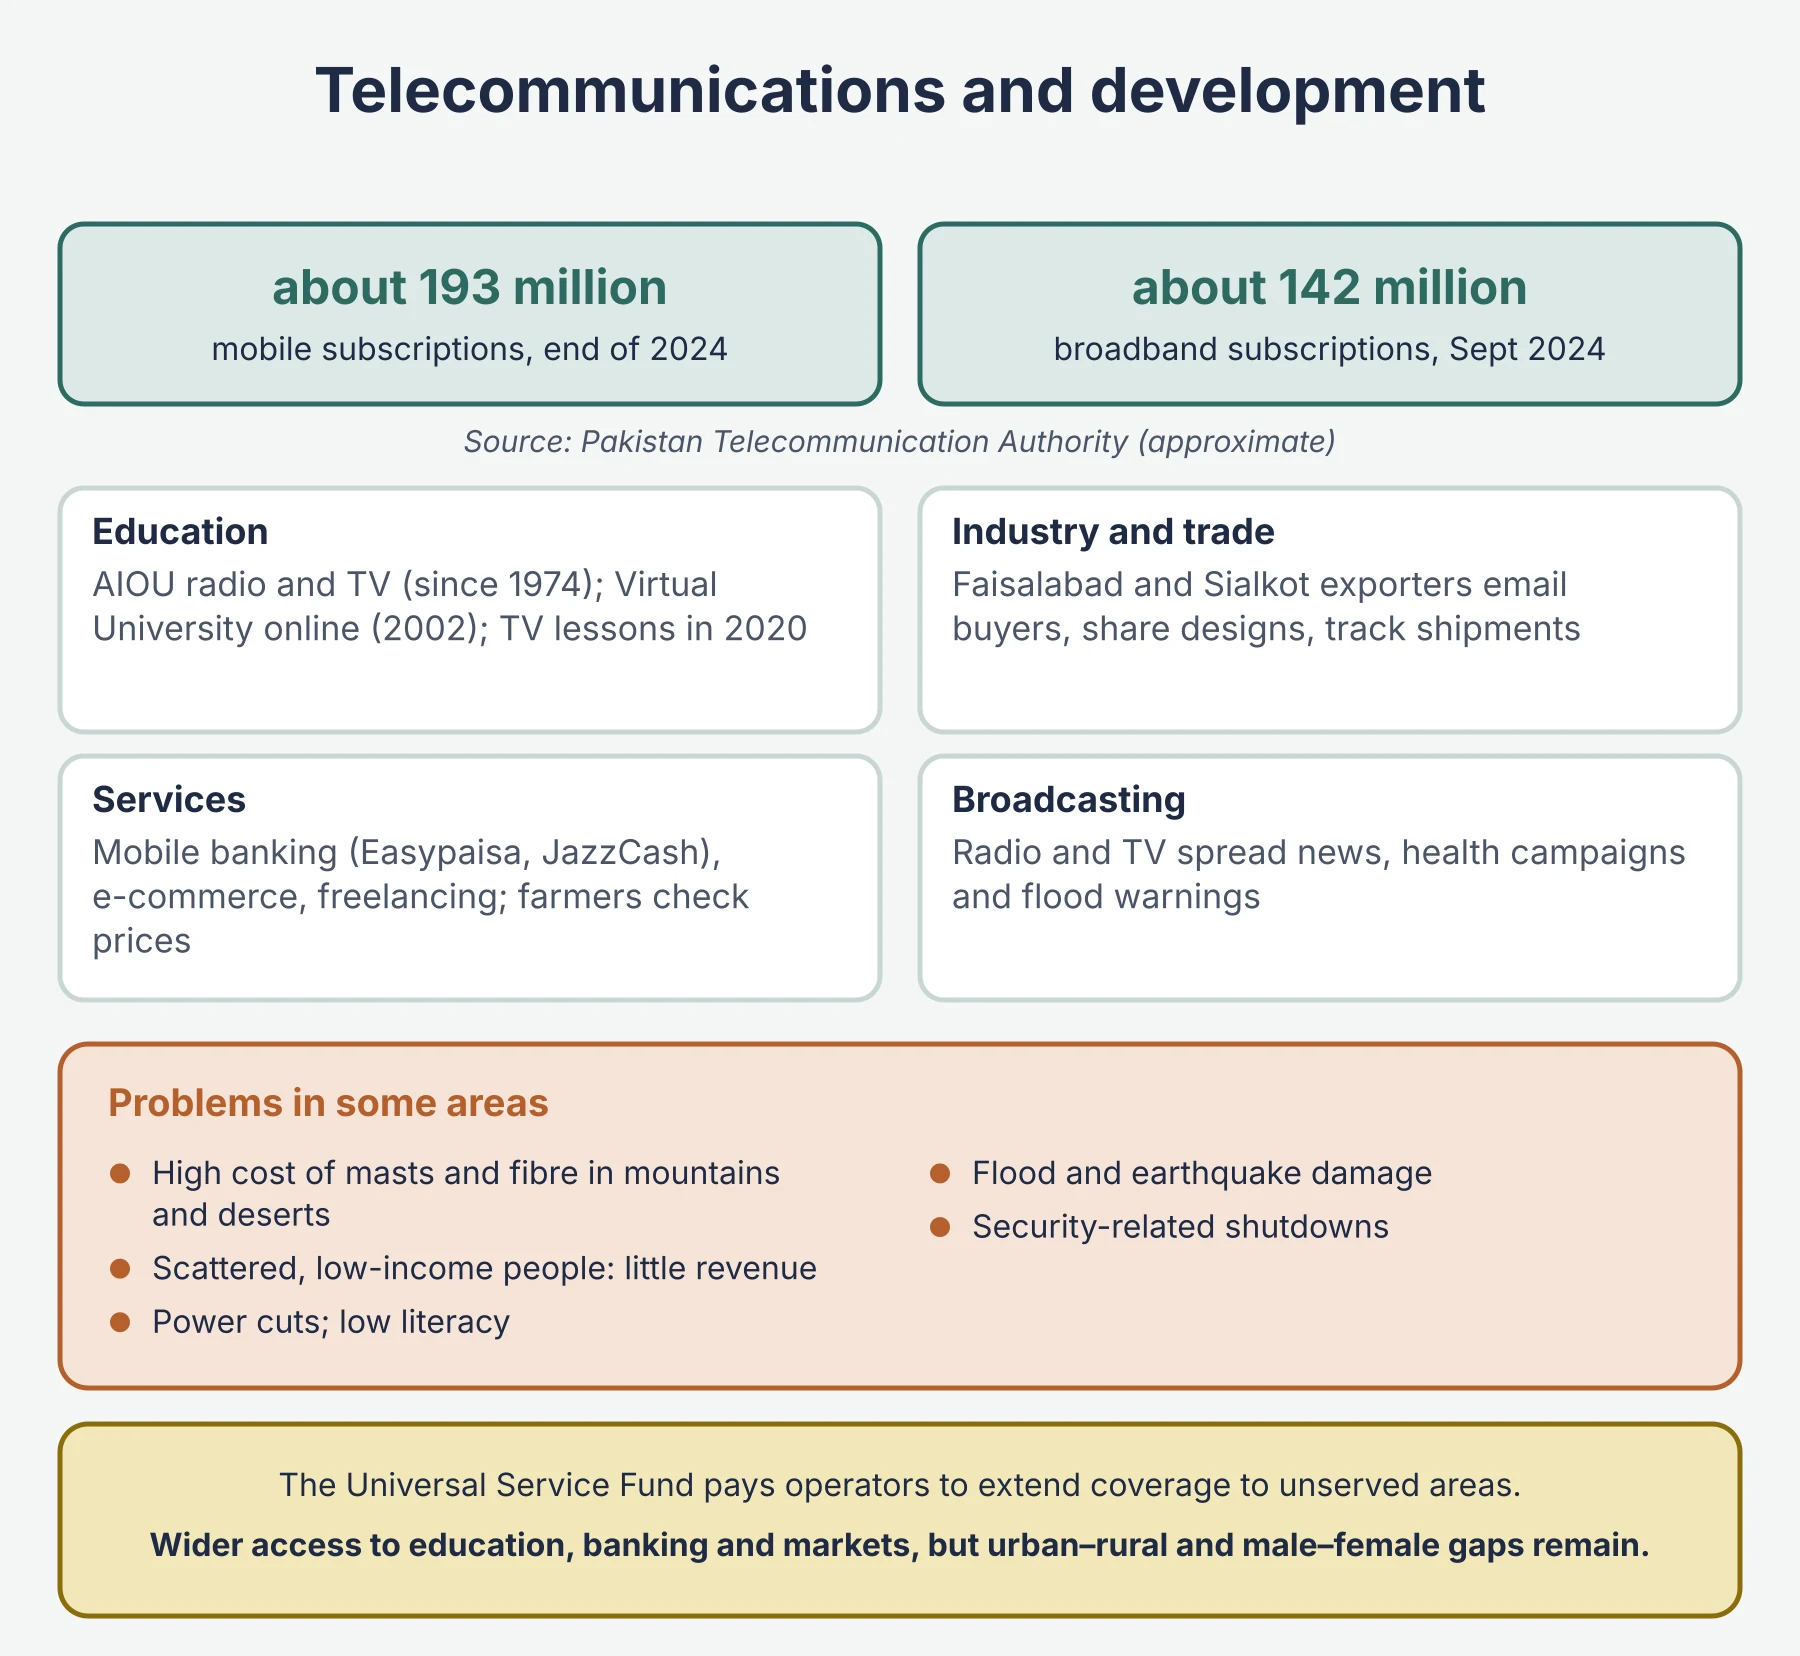 Telecommunications and development
about 193 million
mobile subscriptions, end of 2024
about 142 million
broadband subscriptions, Sept 2024
Source: Pakistan Telecommunication Authority (approximate)
Education
AIOU radio and TV (since 1974); Virtual
University online (2002); TV lessons in 2020
Industry and trade
Faisalabad and Sialkot exporters email
buyers, share designs, track shipments
Services
Mobile banking (Easypaisa, JazzCash),
e-commerce, freelancing; farmers check
prices
Broadcasting
Radio and TV spread news, health campaigns
and flood warnings
Problems in some areas
High cost of masts and fibre in mountains
and deserts
Scattered, low-income people: little revenue
Power cuts; low literacy
Flood and earthquake damage
Security-related shutdowns
The Universal Service Fund pays operators to extend coverage to unserved areas.
Wider access to education, banking and markets, but urban–rural and male–female gaps remain.